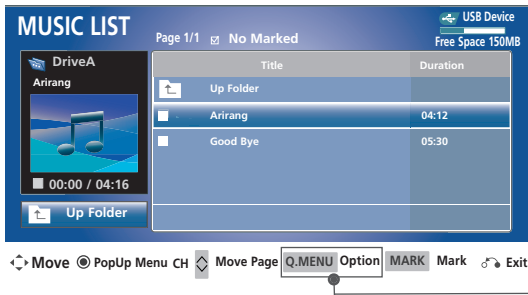 MUSIC LIST
Page 1/1 No Marked
USB Device
Free Space 150MB
DriveA
Arirang
00:00 / 04:16
Up Folder
Title Duration
Up Folder
Arirang 04:12
Good Bye 05:30
Move PopUp Menu CH Move Page Q.MENU Option MARK Mark Exit